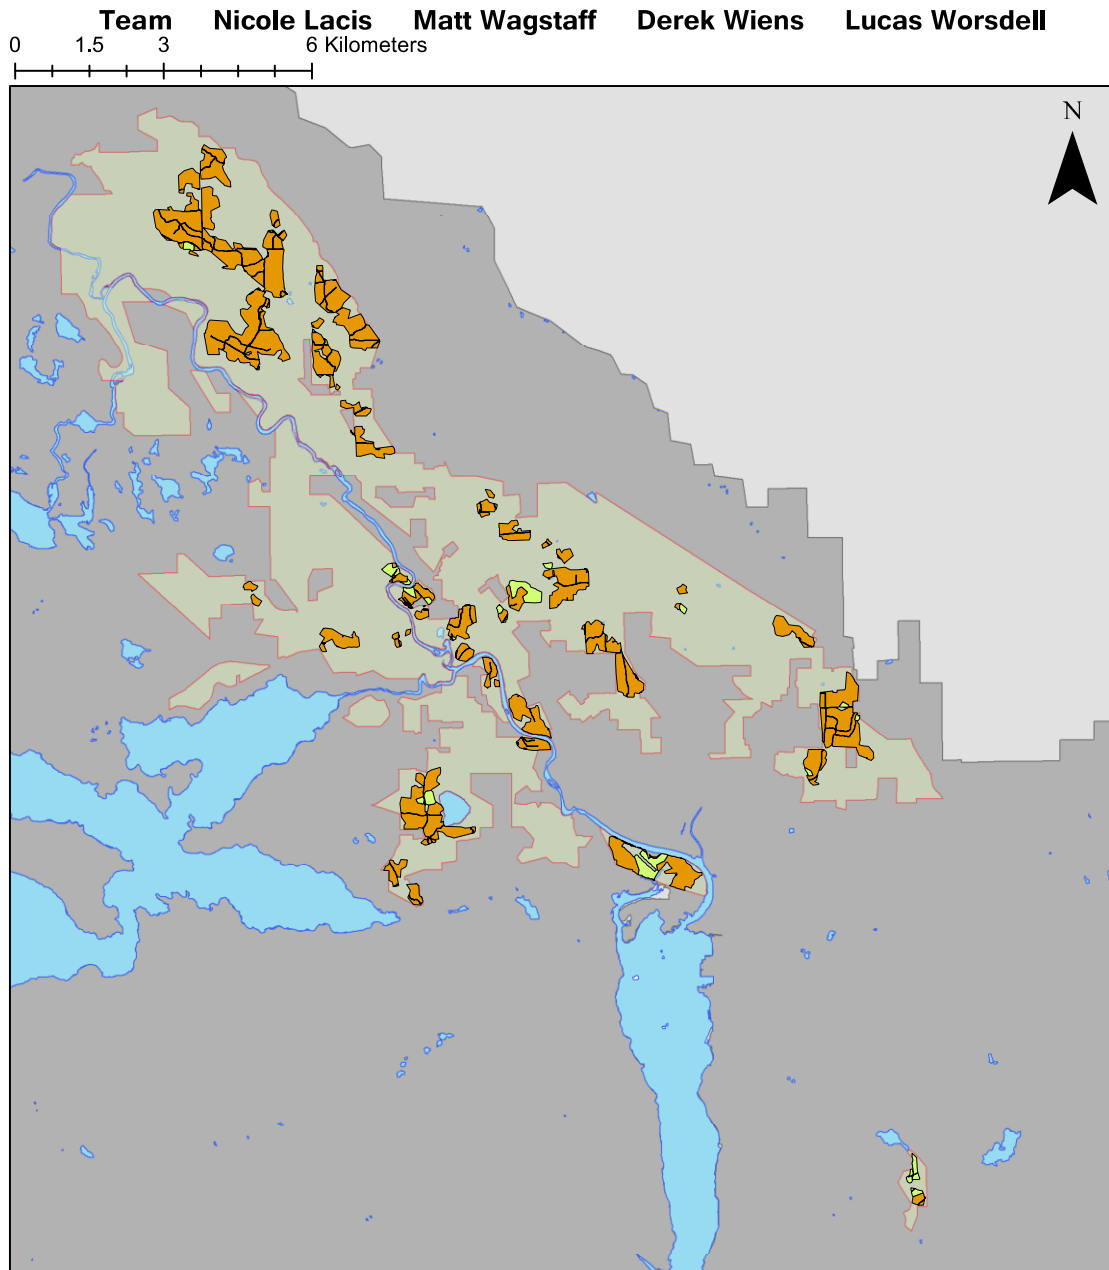 Team Nicole Lacis Matt Wagstaff Derek Wiens Lucas Worsdell
0 1.5 3 6 Kilometers
N